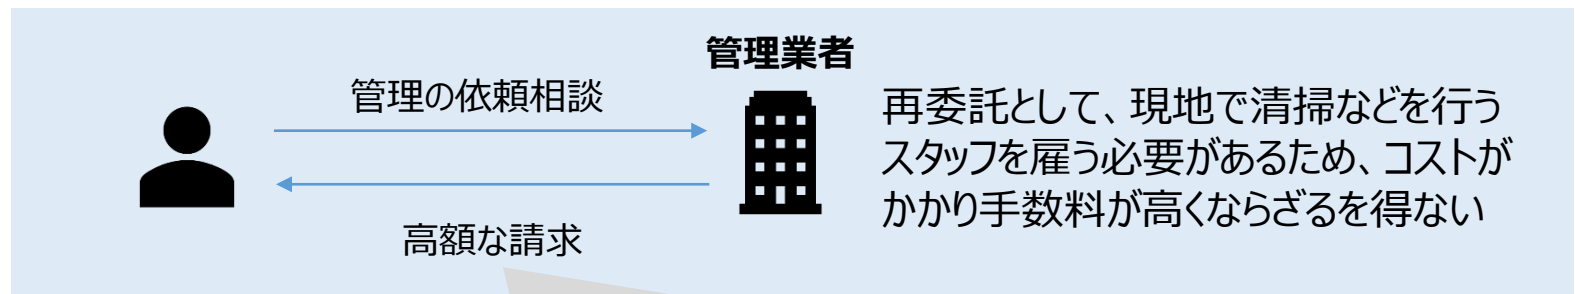 管理業者
管理の依頼相談
高額な請求
再委託として、現地で清掃などを行う
スタッフを雇う必要があるため、コストが
かかり手数料が高くならざるを得ない